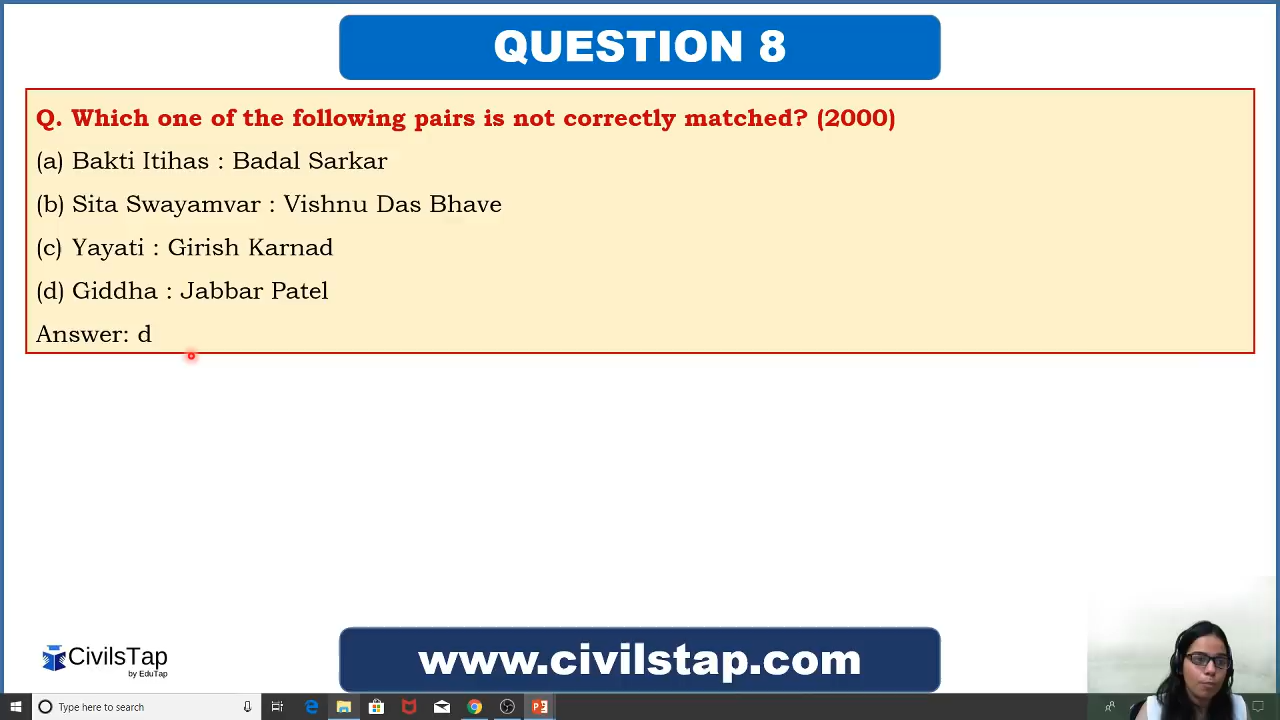 QUESTION 8
Q. Which one of the following pairs is not correctly matched? (2000)
(a) Bakti Itihas : Badal Sarkar
(b) Sita Swayamvar : Vishnu Das Bhave
(c) Yayati : Girish Karnad
(d) Giddha : Jabbar Patel
Answer: d
CivilsTap
by EduTap
www.civilstap.com
Type here to search